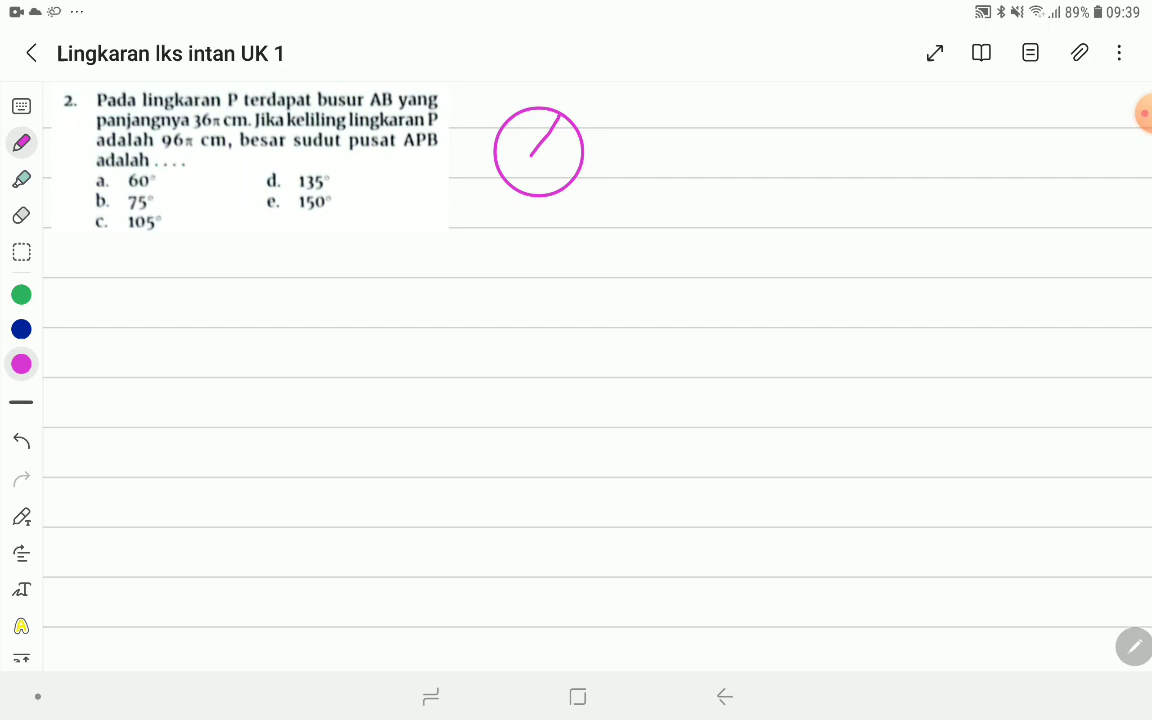 89% 09:39
Lingkaran lks intan UK 1
2. Pada lingkaran P terdapat busur AB yang
panjangnya 36π cm. Jika keliling lingkaran P
adalah 96π cm, besar sudut pusat APB
adalah . . . .
a. 60° d. 135°
b. 75° e. 150°
c. 105°